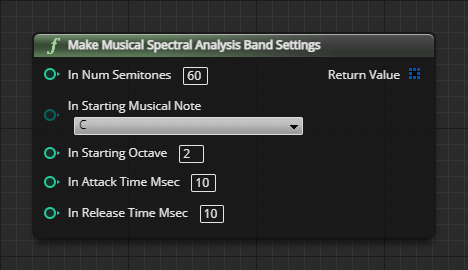 f Make Musical Spectral Analysis Band Settings
In Num Semitones 60 Return Value
In Starting Musical Note
C
In Starting Octave 2
In Attack Time Msec 10
In Release Time Msec 10